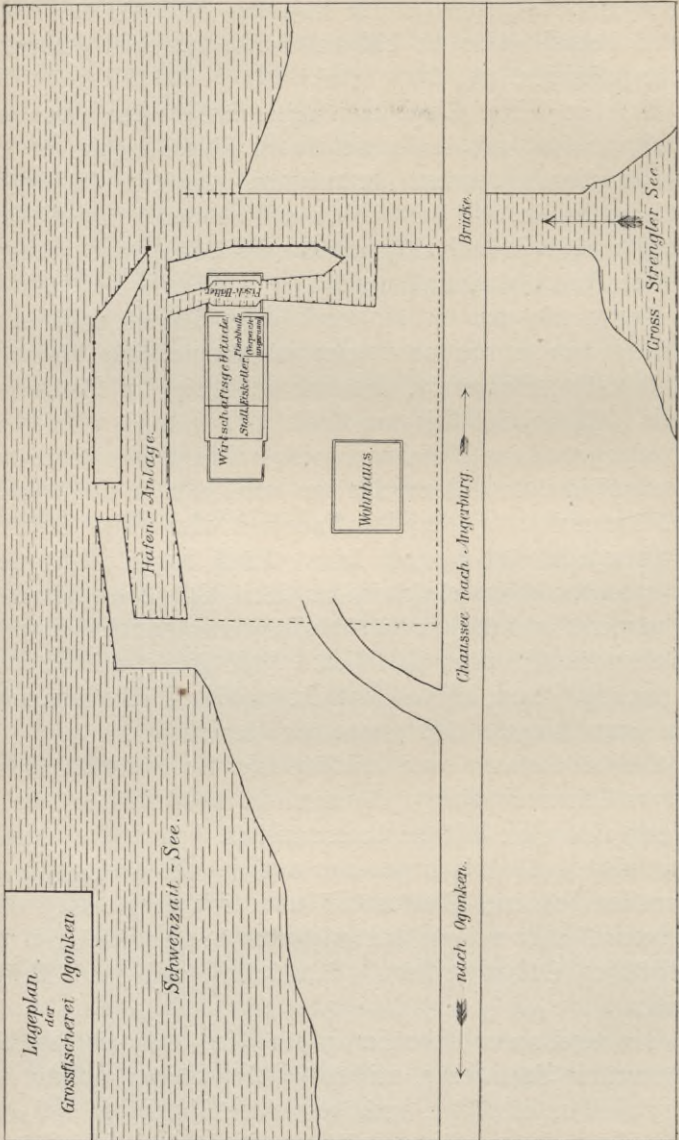 Lageplan
der
Grossfischerei Ogonken
Schwenzait-See.
Hafen-Anlage.
Wirtschaftsgebäude
Stall.
Eiskeller
Fischhalle
Fisch-Hälter
Wohnhaus.
nach Ogonken.
Chaussee nach Angerburg.
Brücke.
Gross-Strengler See.